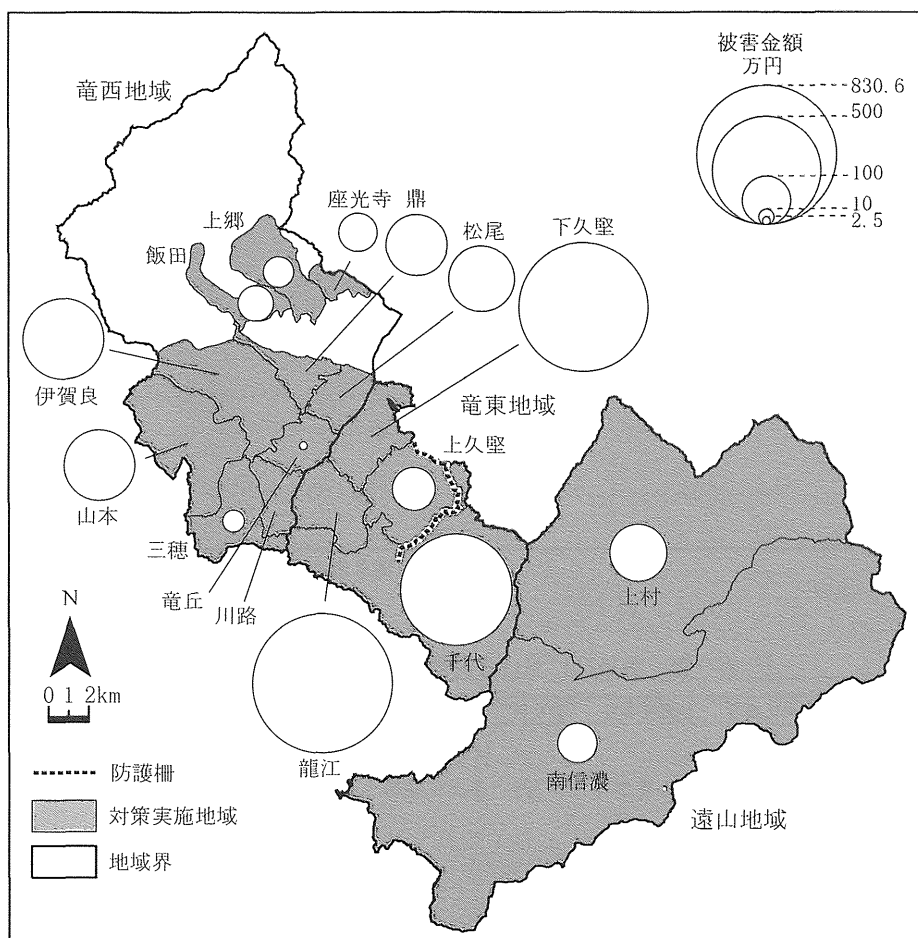 被害金額
万円
830.6
500
100
10
2.5
竜西地域
座光寺
鼎
上郷
松尾
下久堅
飯田
伊賀良
竜東地域
上久堅
山本
三穂
上村
竜丘
川路
千代
N
0 1 2km
龍江
南信濃
遠山地域
防護柵
対策実施地域
地域界